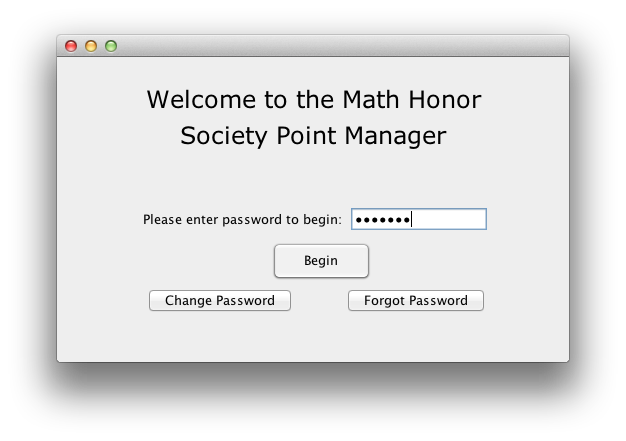 Welcome to the Math Honor
Society Point Manager
Please enter password to begin: •••••••
Begin
Change Password Forgot Password